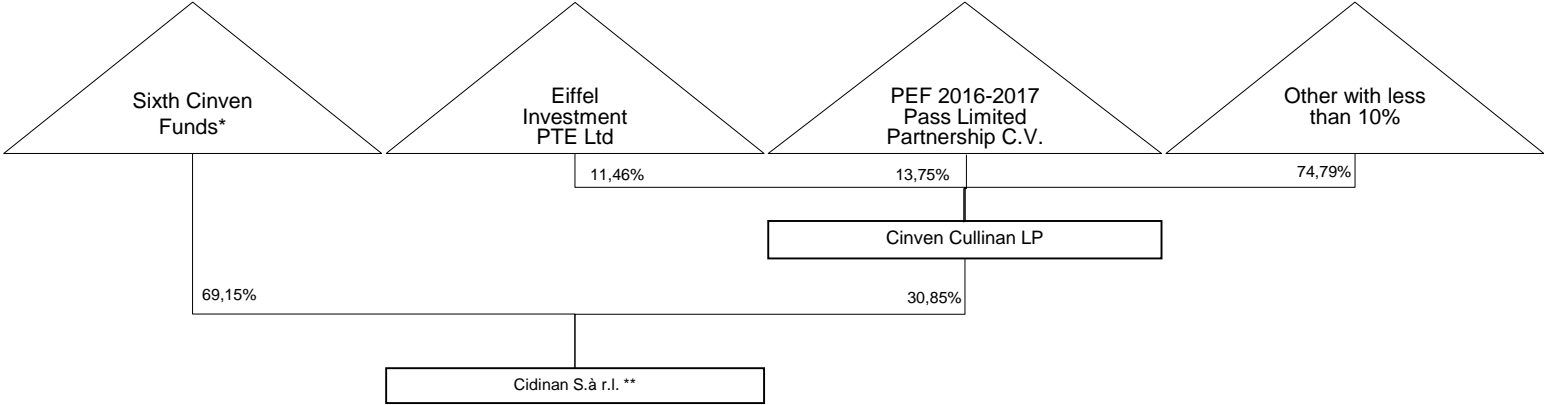 Sixth Cinven
Funds*
Eiffel
Investment
PTE Ltd
PEF 2016-2017
Pass Limited
Partnership C.V.
Other with less
than 10%
11,46%
13,75%
74,79%
Cinven Cullinan LP
69,15%
30,85%
Cidinan S.à r.l. **